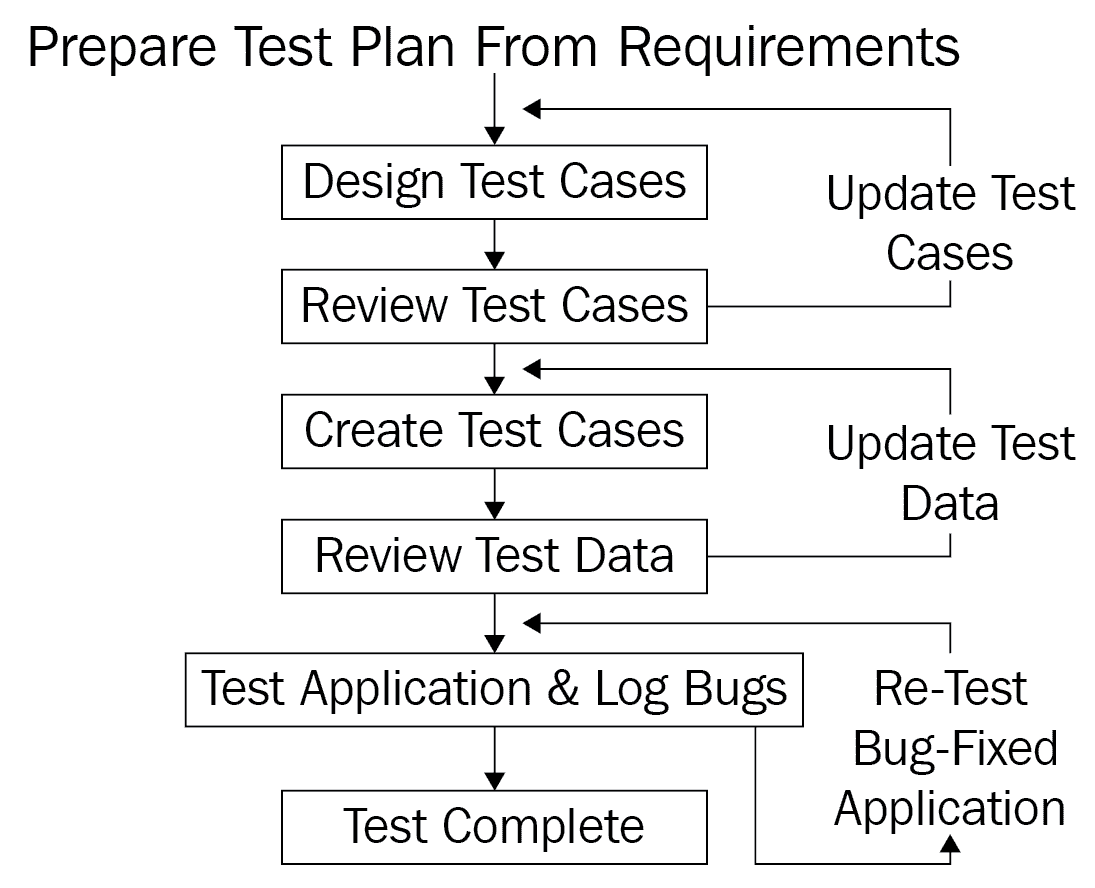 Prepare Test Plan From Requirements
Design Test Cases
Update Test
Cases
Review Test Cases
Create Test Cases
Update Test
Data
Review Test Data
Test Application & Log Bugs
Re-Test
Bug-Fixed
Application
Test Complete